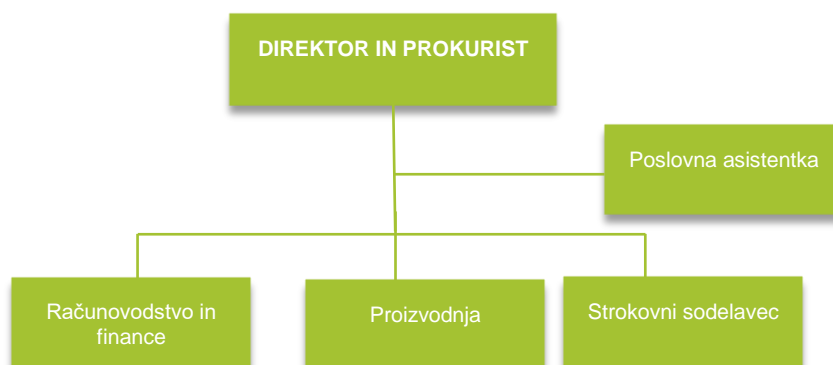 DIREKTOR IN PROKURIST
Poslovna asistentka
Računovodstvo in
finance
Proizvodnja
Strokovni sodelavec